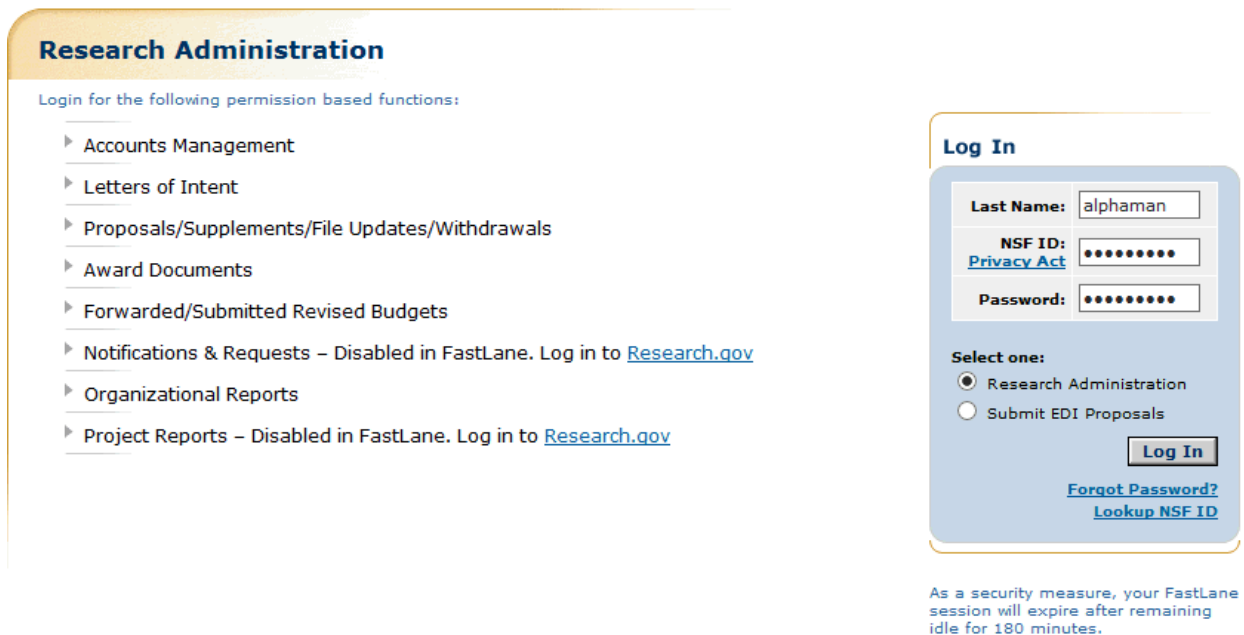 Research Administration
Login for the following permission based functions:
Accounts Management
Letters of Intent
Proposals/Supplements/File Updates/Withdrawals
Award Documents
Forwarded/Submitted Revised Budgets
Notifications & Requests – Disabled in FastLane. Log in to Research.gov
Organizational Reports
Project Reports – Disabled in FastLane. Log in to Research.gov
Log In
Last Name: alphaman
NSF ID: •••••••••
Privacy Act
Password: •••••••••
Select one:
Research Administration
Submit EDI Proposals
Log In
Forgot Password?
Lookup NSF ID
As a security measure, your FastLane
session will expire after remaining
idle for 180 minutes.